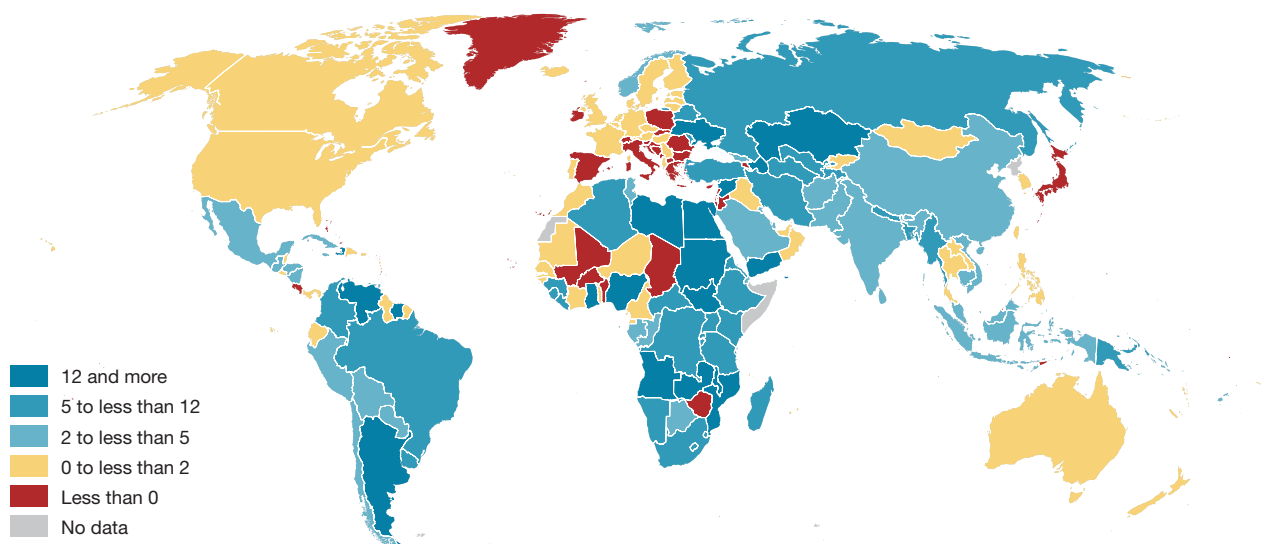 12 and more
5 to less than 12
2 to less than 5
0 to less than 2
Less than 0
No data